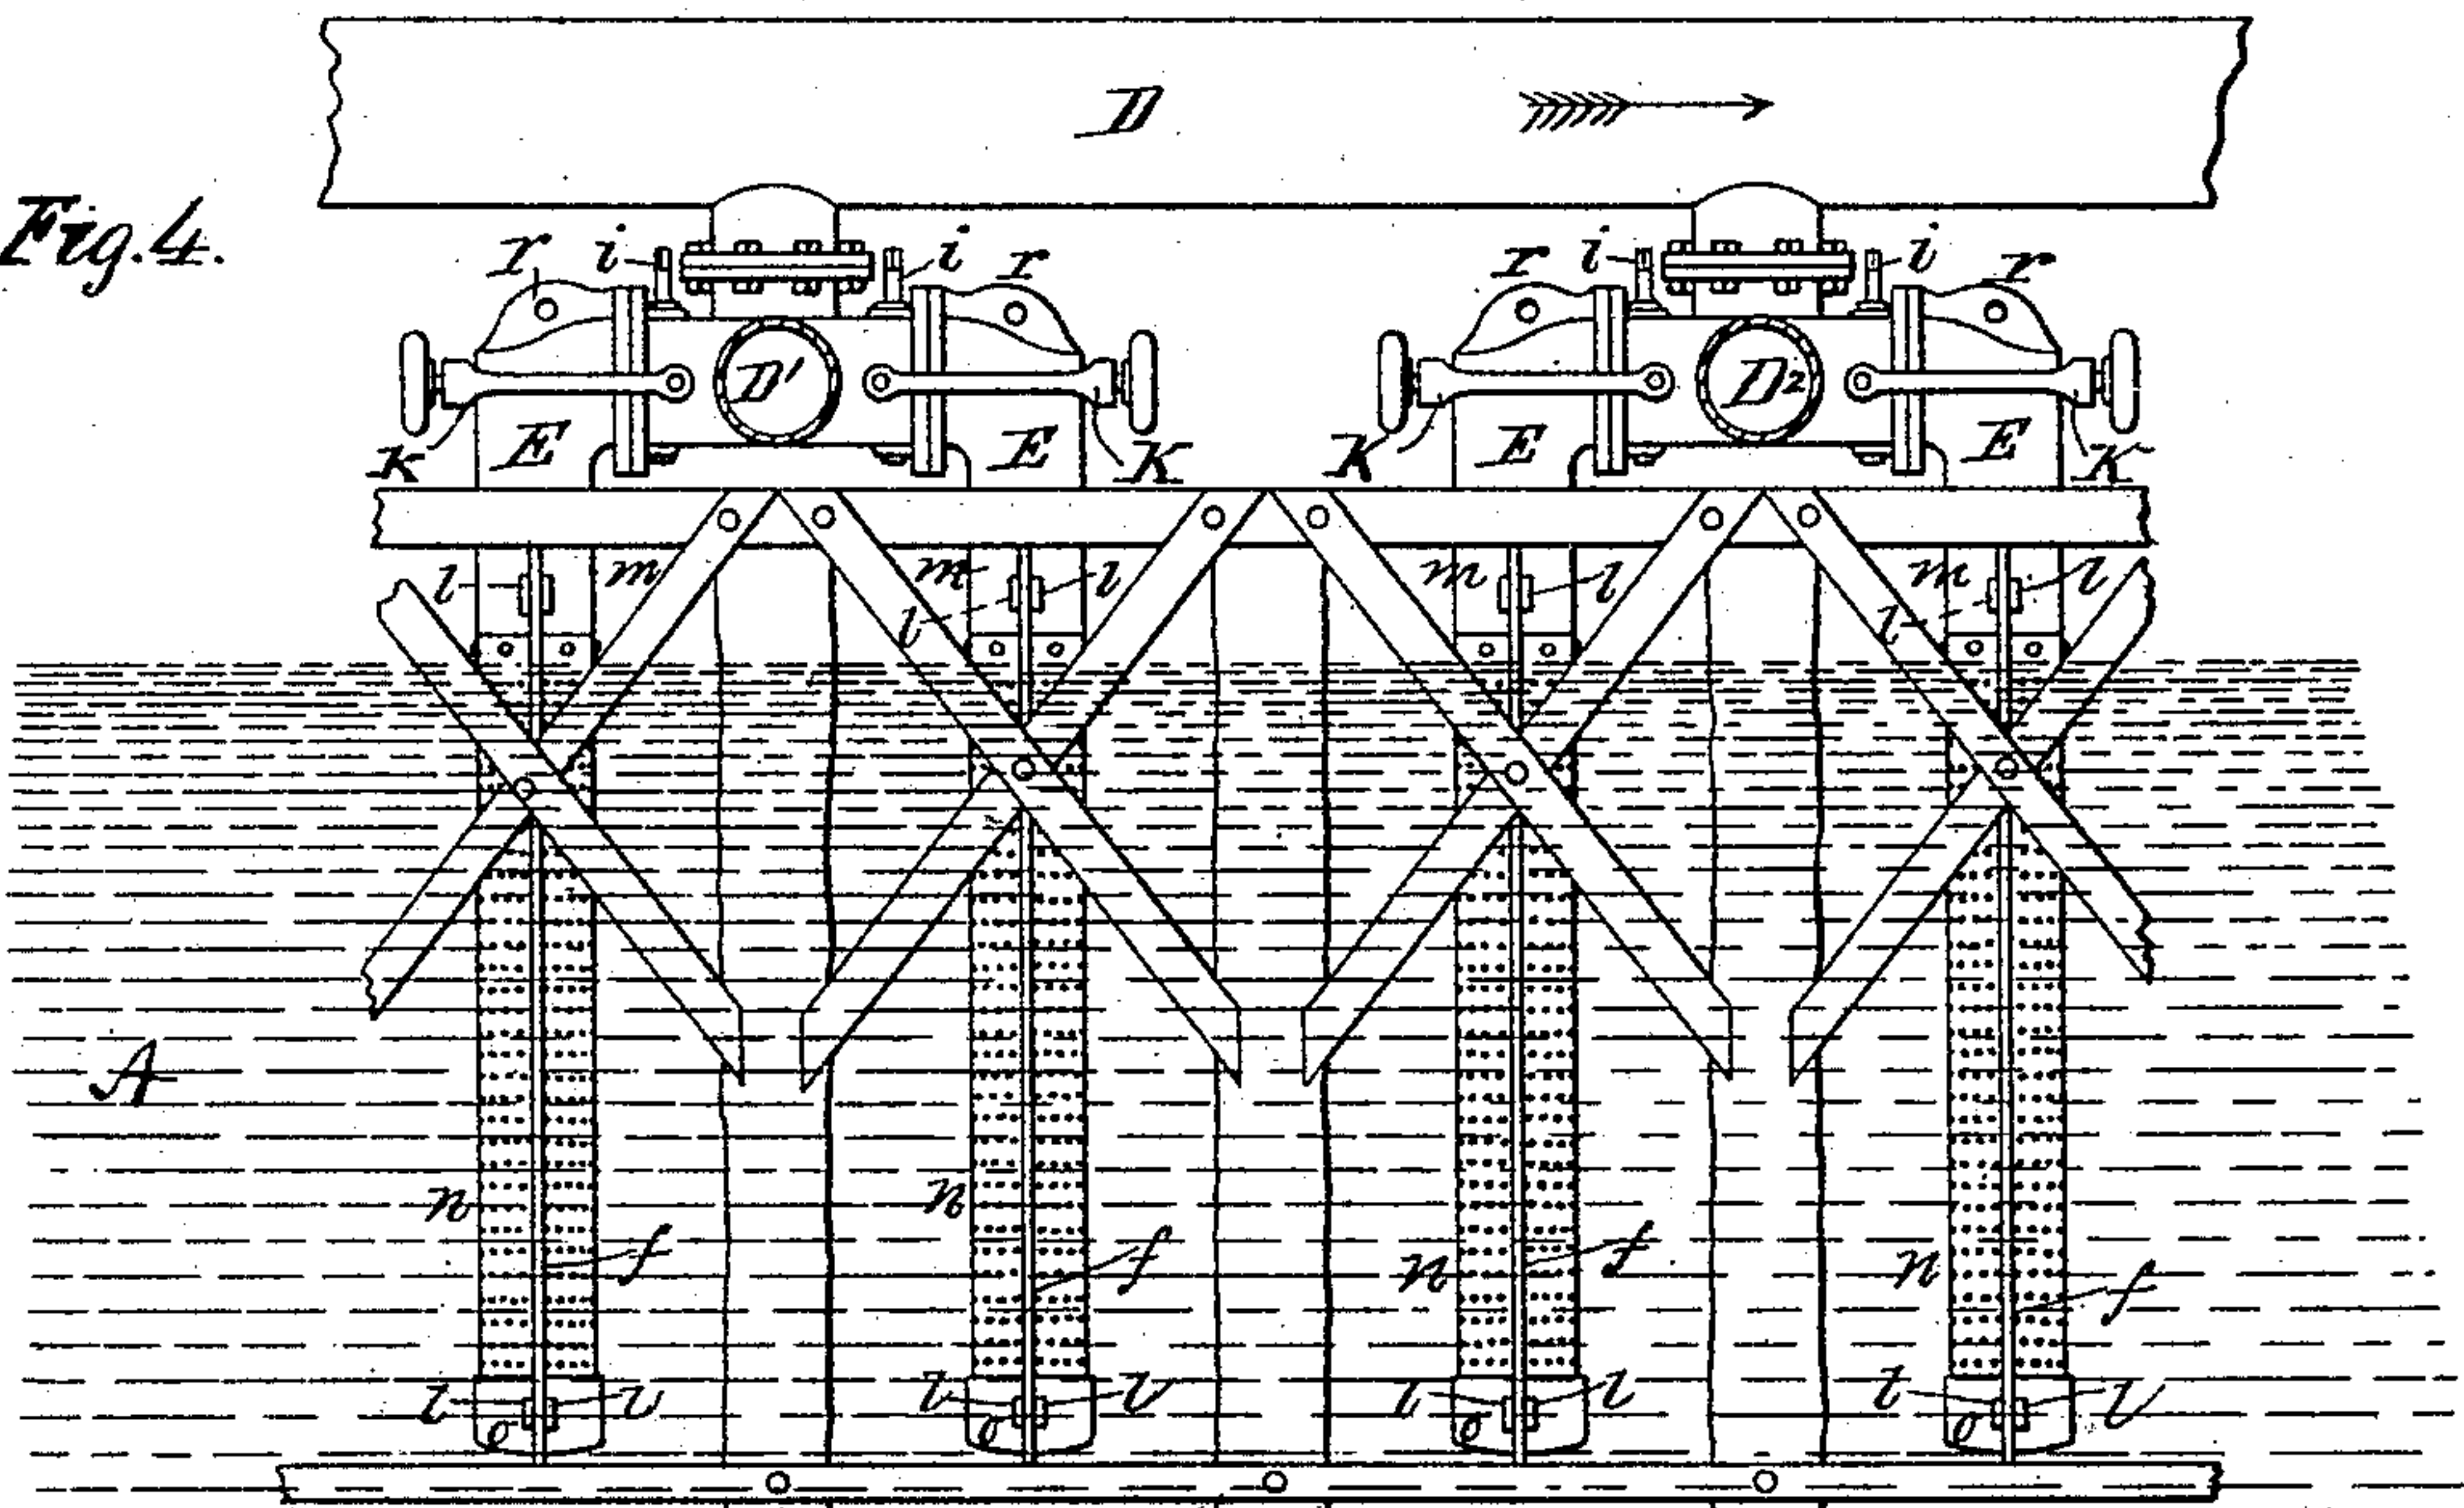 D
Fig. 4.
r i i r r i i r
D' D2
K E E K K E E K
l m m l m l m l
l l
A
n n n n
f f f f
l l l l l l l l
e e e e